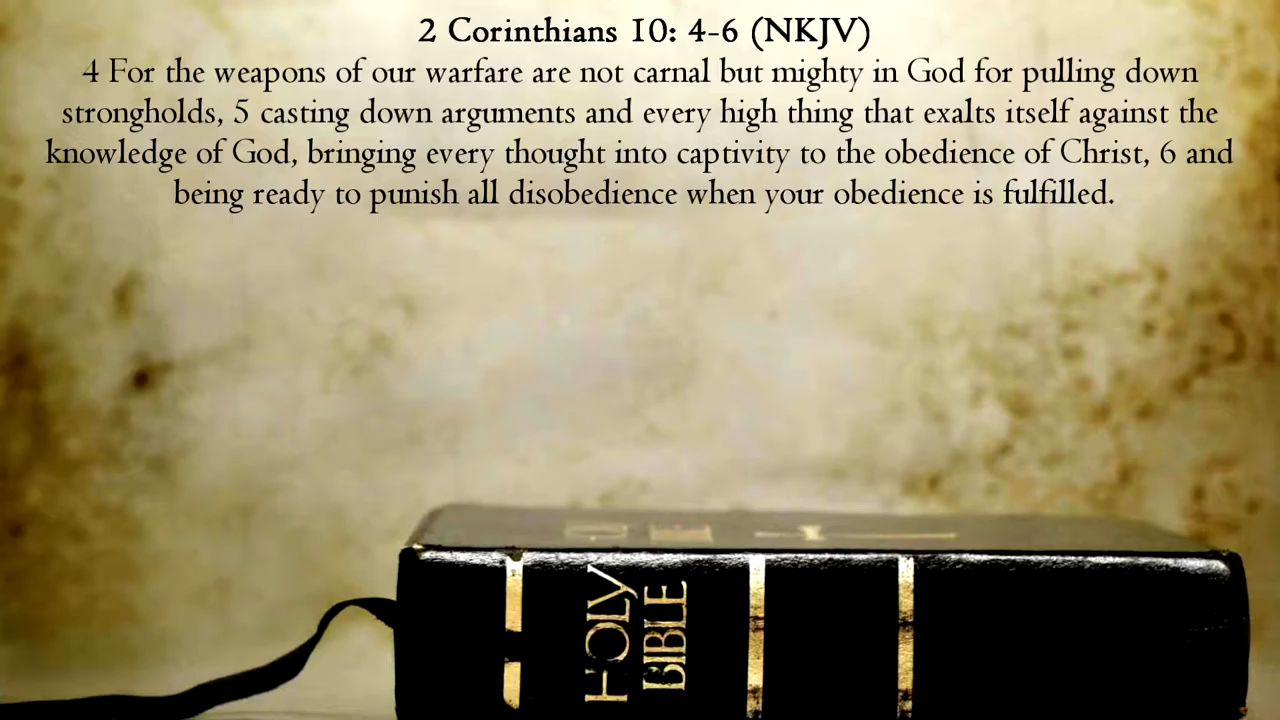 2 Corinthians 10: 4-6 (NKJV)
4 For the weapons of our warfare are not carnal but mighty in God for pulling down
strongholds, 5 casting down arguments and every high thing that exalts itself against the
knowledge of God, bringing every thought into captivity to the obedience of Christ, 6 and
being ready to punish all disobedience when your obedience is fulfilled.
HOLY
BIBLE